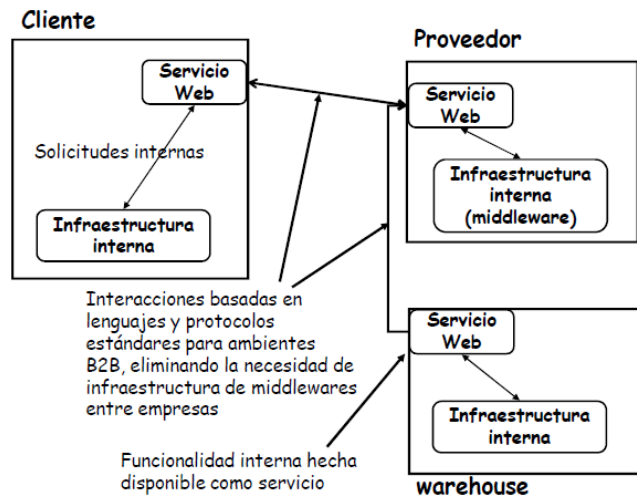 Cliente
Servicio
Web
Solicitudes internas
Infraestructura
interna
Proveedor
Servicio
Web
Infraestructura
interna
(middleware)
Interacciones basadas en
lenguajes y protocolos
estándares para ambientes
B2B, eliminando la necesidad de
infraestructura de middlewares
entre empresas
Servicio
Web
Infraestructura
interna
Funcionalidad interna hecha
disponible como servicio
warehouse